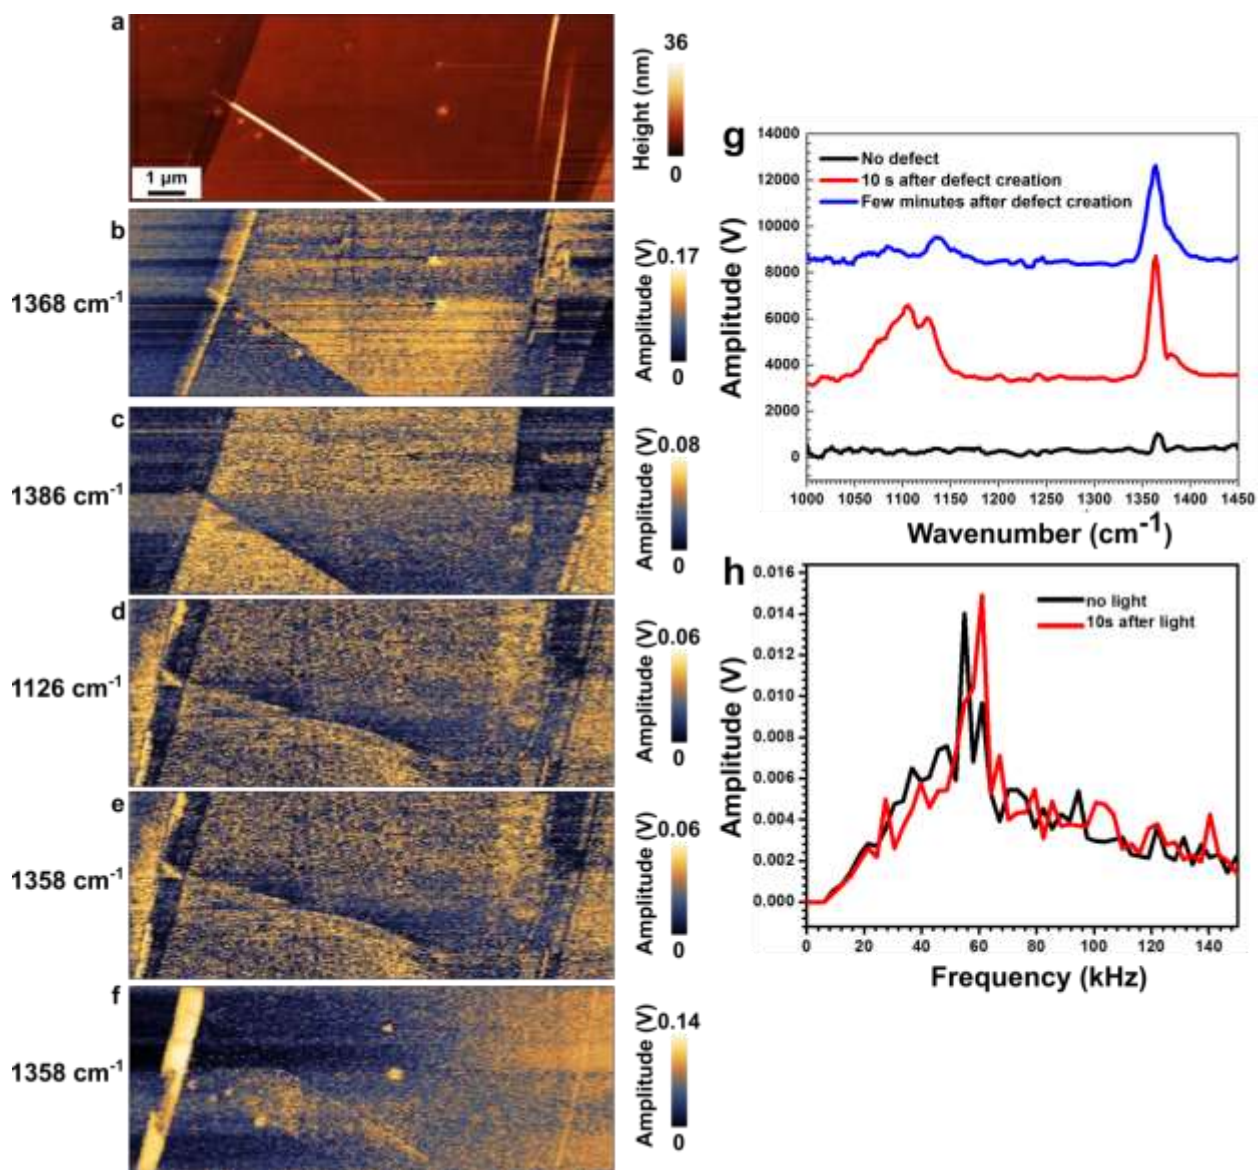 a
36
Height (nm)
0
1 μm
b
1368 cm⁻¹
0.17
Amplitude (V)
0
c
1386 cm⁻¹
0.08
Amplitude (V)
0
d
1126 cm⁻¹
0.06
Amplitude (V)
0
e
1358 cm⁻¹
0.06
Amplitude (V)
0
f
1358 cm⁻¹
0.14
Amplitude (V)
0
g
14000
12000
10000
8000
6000
4000
2000
0
Amplitude (V)
No defect
10 s after defect creation
Few minutes after defect creation
1000 1050 1100 1150 1200 1250 1300 1350 1400 1450
Wavenumber (cm⁻¹)
h
0.016
0.014
0.012
0.010
0.008
0.006
0.004
0.002
0.000
Amplitude (V)
no light
10s after light
0 20 40 60 80 100 120 140
Frequency (kHz)